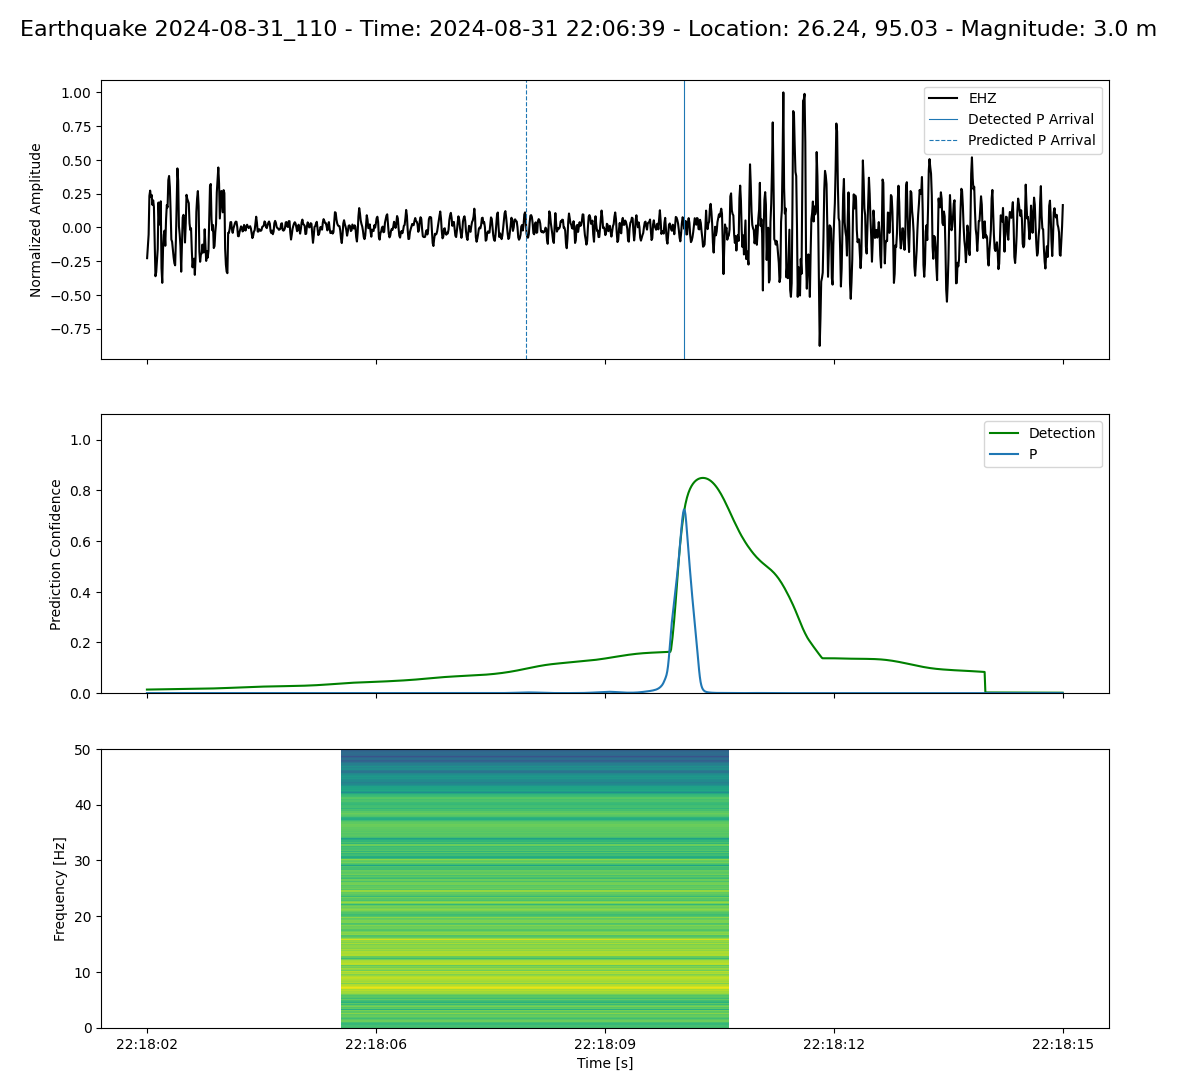 Earthquake 2024-08-31_110 - Time: 2024-08-31 22:06:39 - Location: 26.24, 95.03 - Magnitude: 3.0 m
Normalized Amplitude
1.00
0.75
0.50
0.25
0.00
−0.25
−0.50
−0.75
EHZ
Detected P Arrival
Predicted P Arrival
Prediction Confidence
1.0
0.8
0.6
0.4
0.2
0.0
Detection
P
Frequency [Hz]
50
40
30
20
10
0
22:18:02 22:18:06 22:18:09 22:18:12 22:18:15
Time [s]